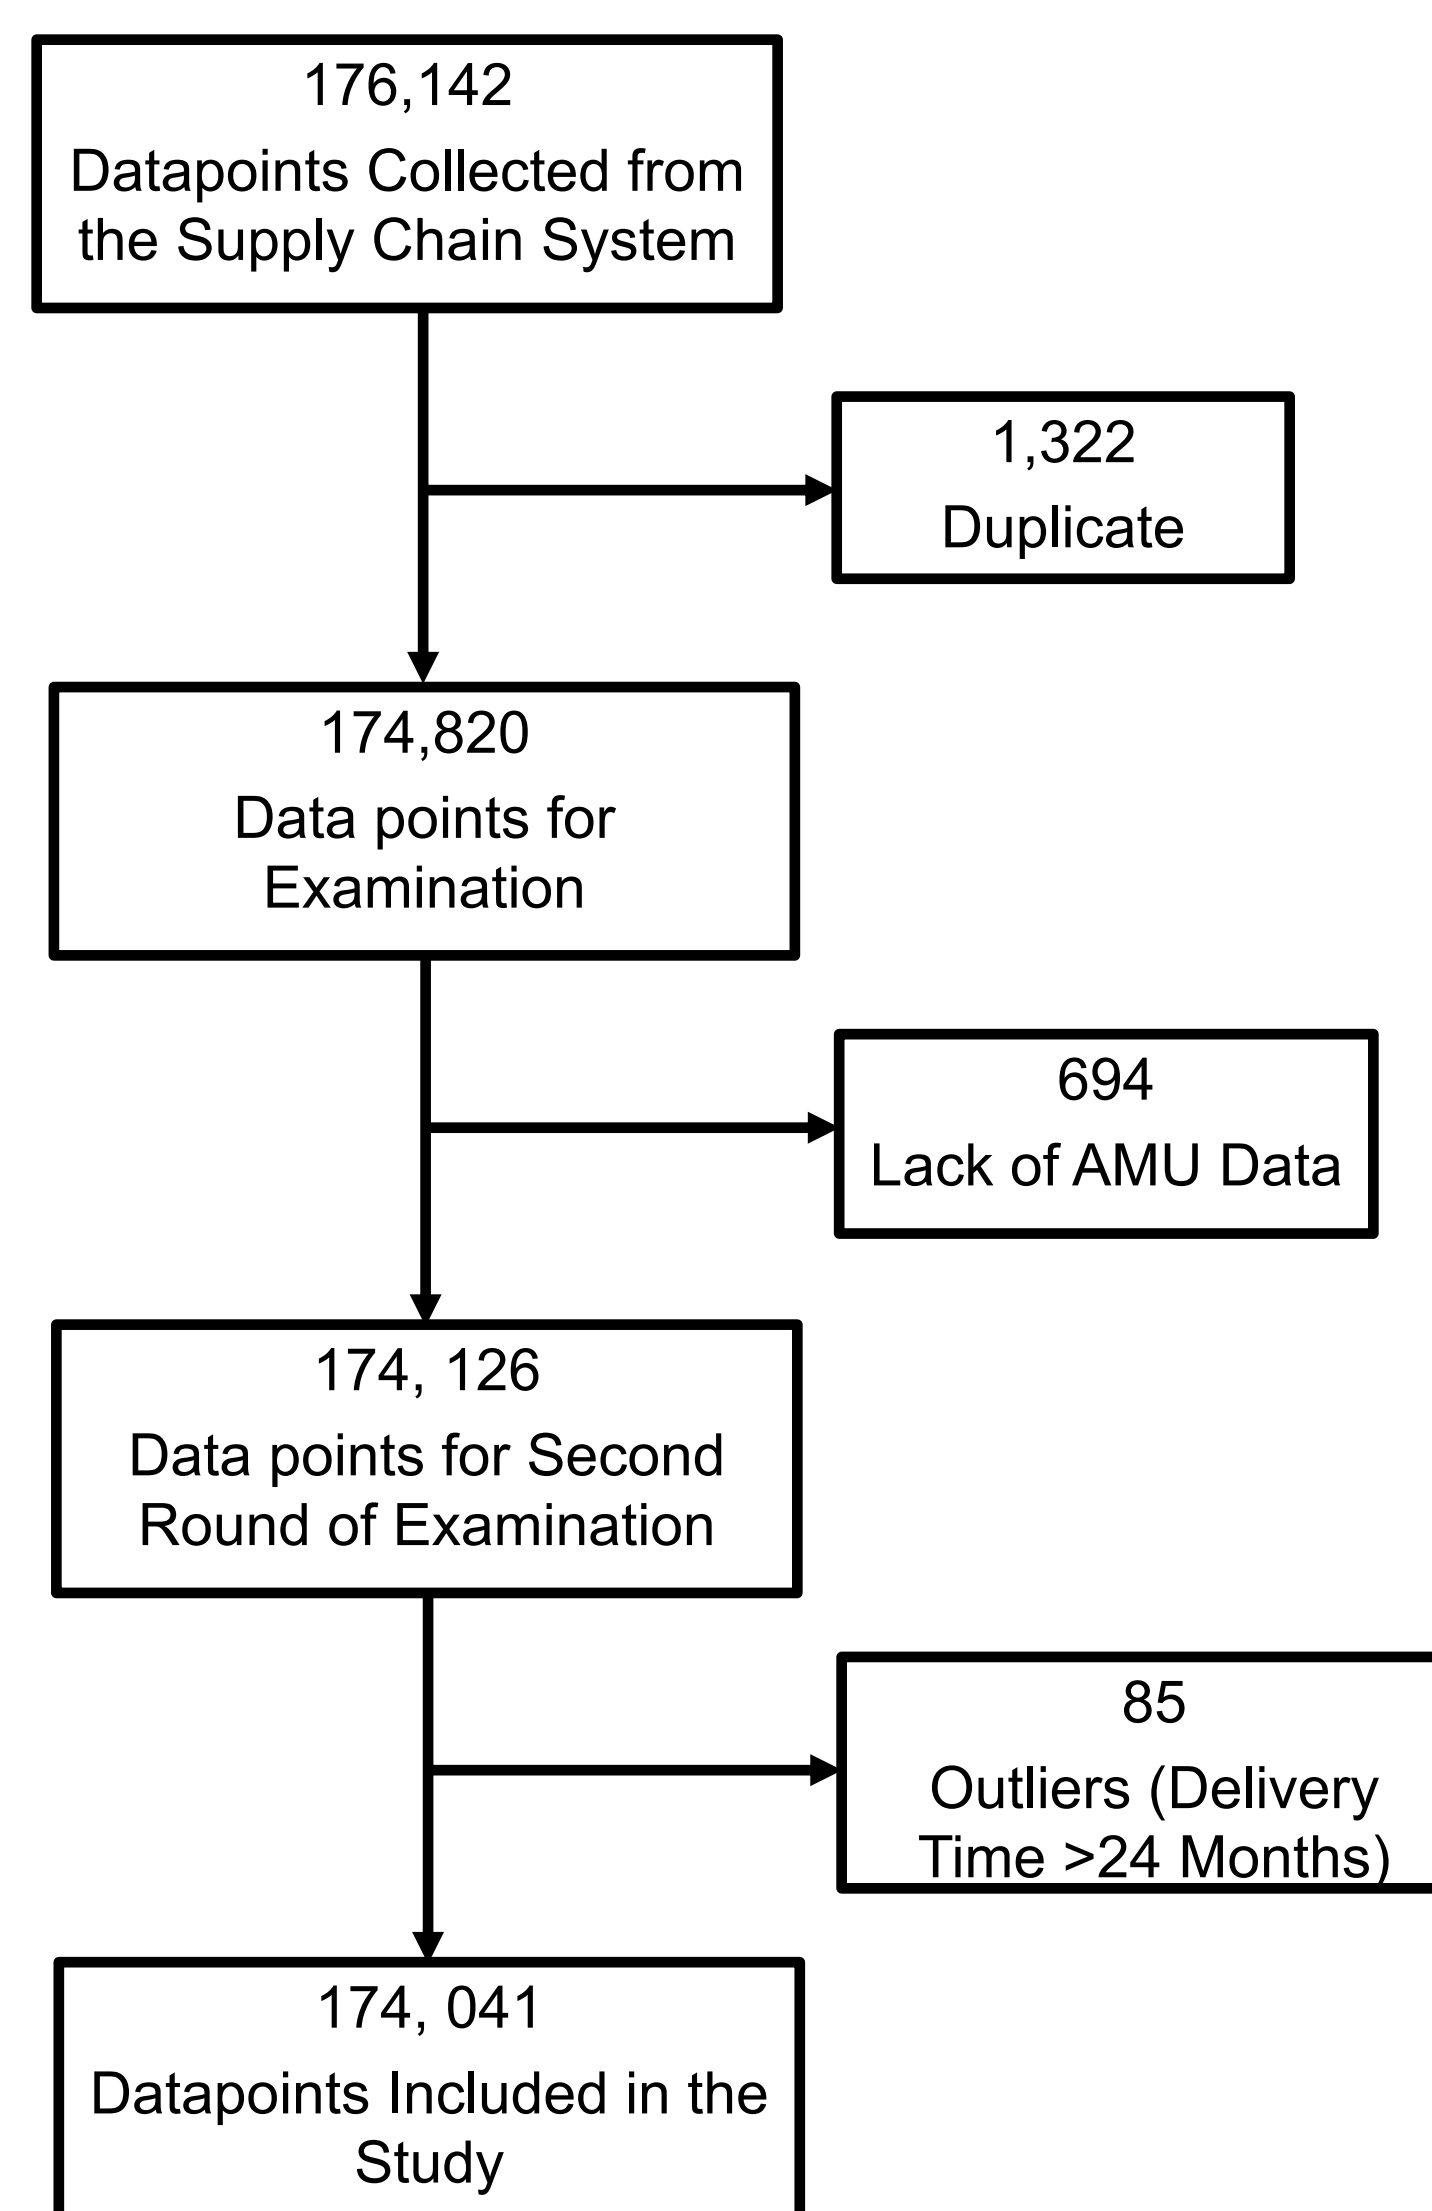 176,142
Datapoints Collected from
the Supply Chain System
1,322
Duplicate
174,820
Data points for
Examination
694
Lack of AMU Data
174, 126
Data points for Second
Round of Examination
85
Outliers (Delivery
Time >24 Months)
174, 041
Datapoints Included in the
Study